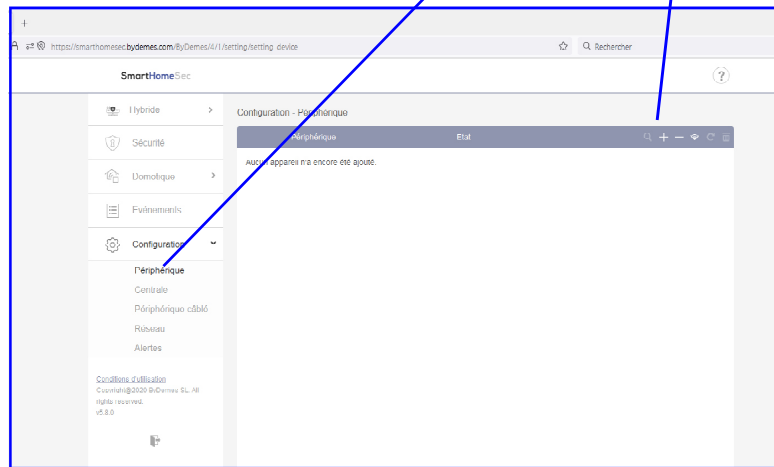 https://smarthomesec.bydemes.com/ByDemes/4/1/setting/setting device
Rechercher
SmartHomeSec
?
Hybride
Configuration - Périphérique
Périphérique Etat
Sécurité
Aucun appareil n'a encore été ajouté.
Domotique
Evénements
Configuration
Périphérique
Centrale
Périphérique câblé
Réseau
Alertes
Conditions d'utilisation
Copyright@2020 ByDemes SL. All
rights reserved.
v5.8.0